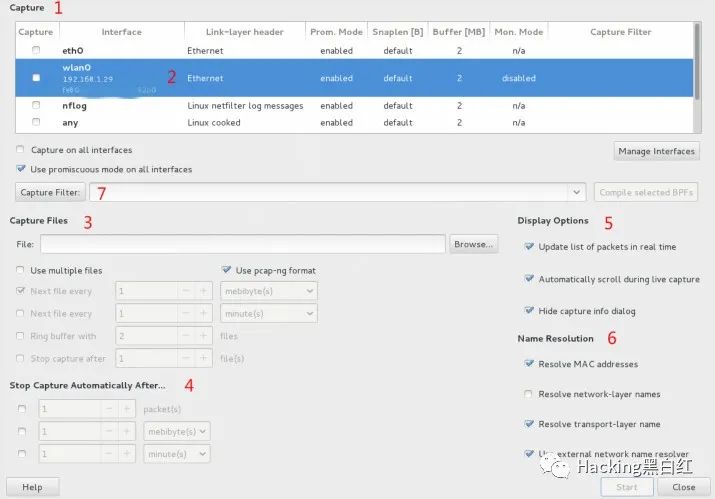 Capture 1
Capture Interface Link-layer header Prom. Mode Snaplen [B] Buffer [MB] Mon. Mode Capture Filter
eth0 Ethernet enabled default 2 n/a
wlan0
192.168.1.29 2 Ethernet enabled default 2 disabled
nflog Linux netfilter log messages enabled default 2 n/a
any Linux cooked enabled default 2 n/a
Capture on all interfaces
Manage Interfaces
Use promiscuous mode on all interfaces
Capture Filter: 7 Compile selected BPFs
Capture Files 3
File: Browse...
Use multiple files Use pcap-ng format
Next file every 1 - + mebibyte(s)
Next file every 1 - + minute(s)
Ring buffer with 2 - + files
Stop capture after 1 - + file(s)
Stop Capture Automatically After... 4
1 - + packet(s)
1 - + mebibyte(s)
1 - + minute(s)
Display Options 5
Update list of packets in real time
Automatically scroll during live capture
Hide capture info dialog
Name Resolution 6
Resolve MAC addresses
Resolve network-layer names
Resolve transport-layer name
Use external network name resolver
Hacking黑白红
Help Start Close